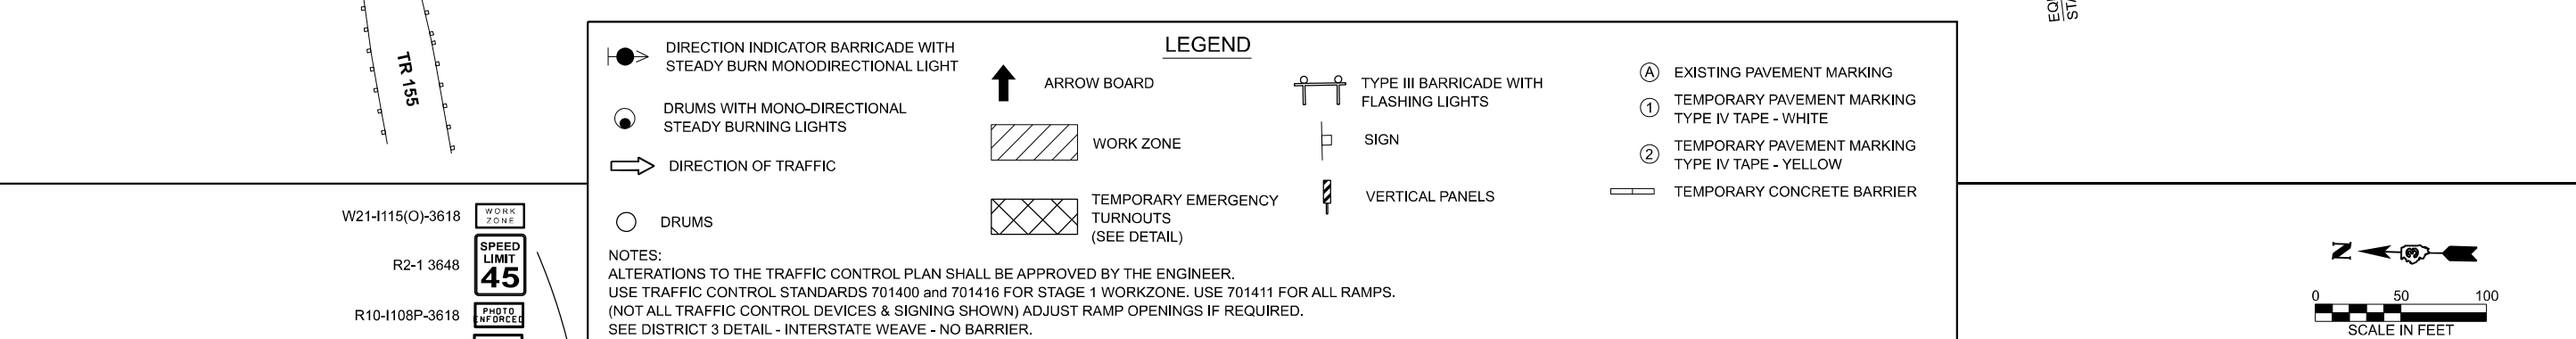 TR 155
EQU
STA
LEGEND
DIRECTION INDICATOR BARRICADE WITH
STEADY BURN MONODIRECTIONAL LIGHT
DRUMS WITH MONO-DIRECTIONAL
STEADY BURNING LIGHTS
DIRECTION OF TRAFFIC
DRUMS
ARROW BOARD
WORK ZONE
TEMPORARY EMERGENCY
TURNOUTS
(SEE DETAIL)
TYPE III BARRICADE WITH
FLASHING LIGHTS
SIGN
VERTICAL PANELS
A EXISTING PAVEMENT MARKING
1 TEMPORARY PAVEMENT MARKING
TYPE IV TAPE - WHITE
2 TEMPORARY PAVEMENT MARKING
TYPE IV TAPE - YELLOW
TEMPORARY CONCRETE BARRIER
NOTES:
ALTERATIONS TO THE TRAFFIC CONTROL PLAN SHALL BE APPROVED BY THE ENGINEER.
USE TRAFFIC CONTROL STANDARDS 701400 and 701416 FOR STAGE 1 WORKZONE. USE 701411 FOR ALL RAMPS.
(NOT ALL TRAFFIC CONTROL DEVICES & SIGNING SHOWN) ADJUST RAMP OPENINGS IF REQUIRED.
SEE DISTRICT 3 DETAIL - INTERSTATE WEAVE - NO BARRIER.
W21-I115(O)-3618
WORK
ZONE
R2-1 3648
SPEED
LIMIT
45
R10-I108P-3618
PHOTO
ENFORCED
N
3
0 50 100
SCALE IN FEET